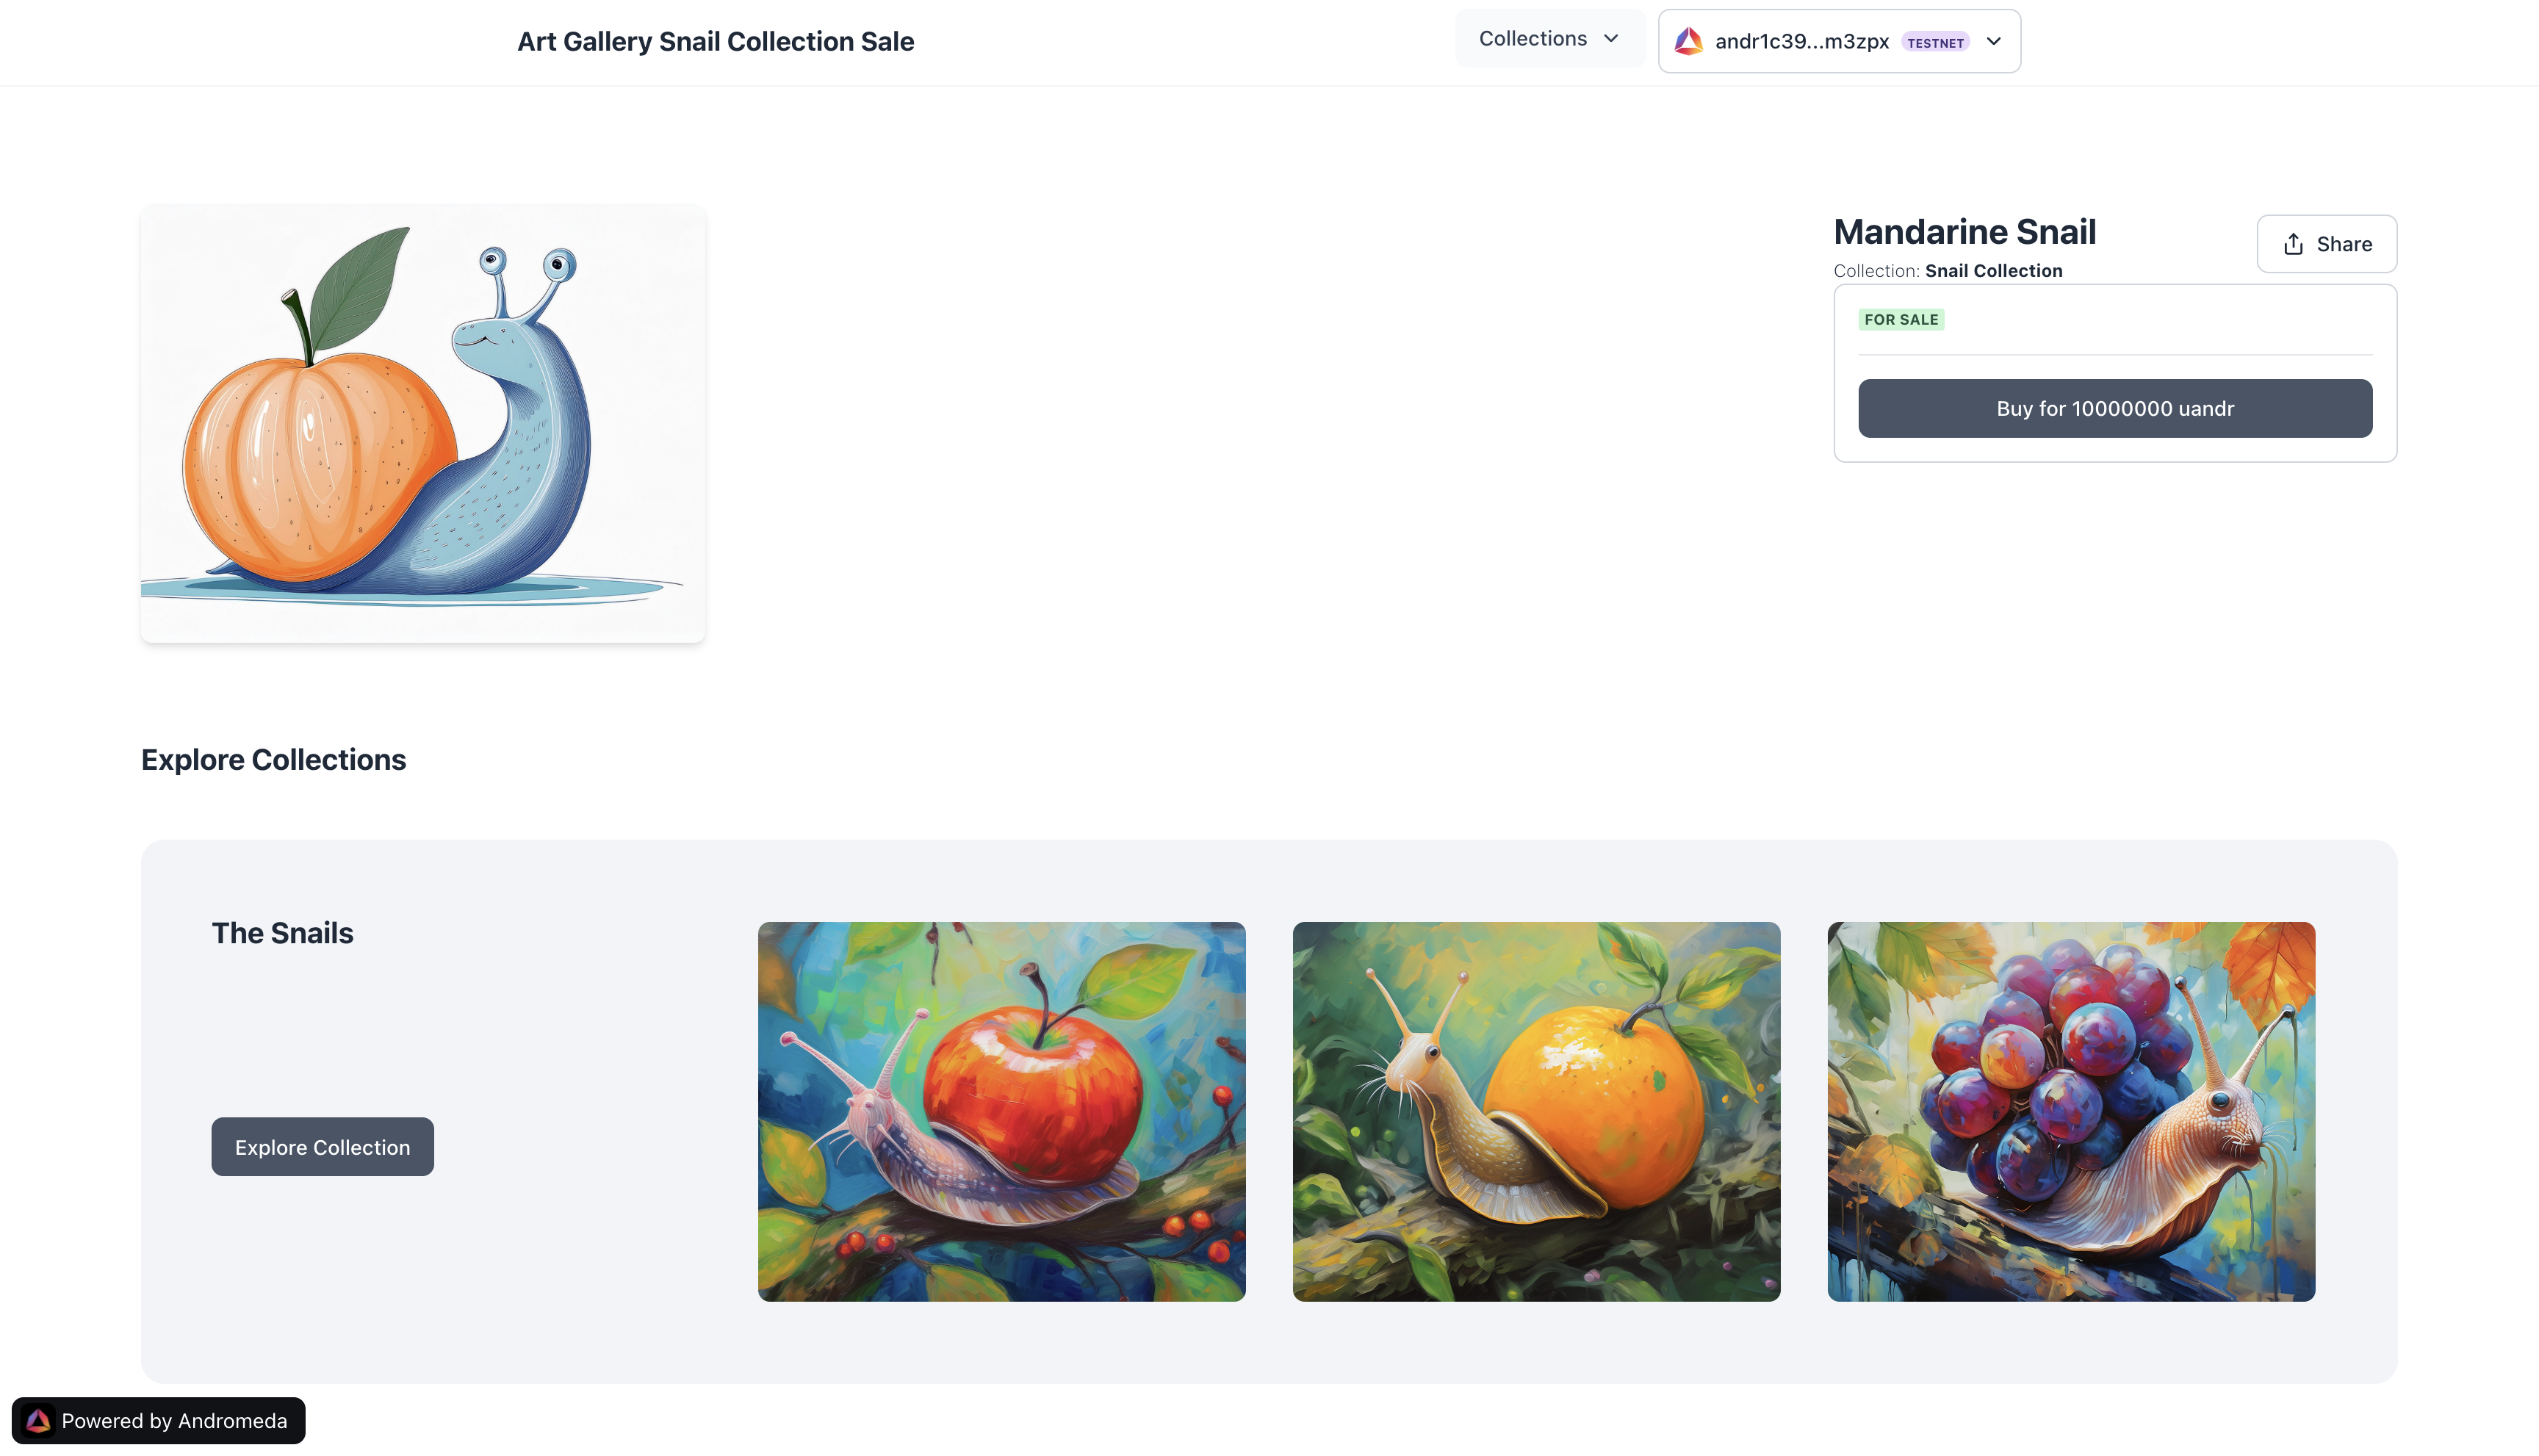 Art Gallery Snail Collection Sale
Collections
andr1c39...m3zpx TESTNET
Mandarine Snail
Share
Collection: Snail Collection
FOR SALE
Buy for 10000000 uandr
Explore Collections
The Snails
Explore Collection
Powered by Andromeda